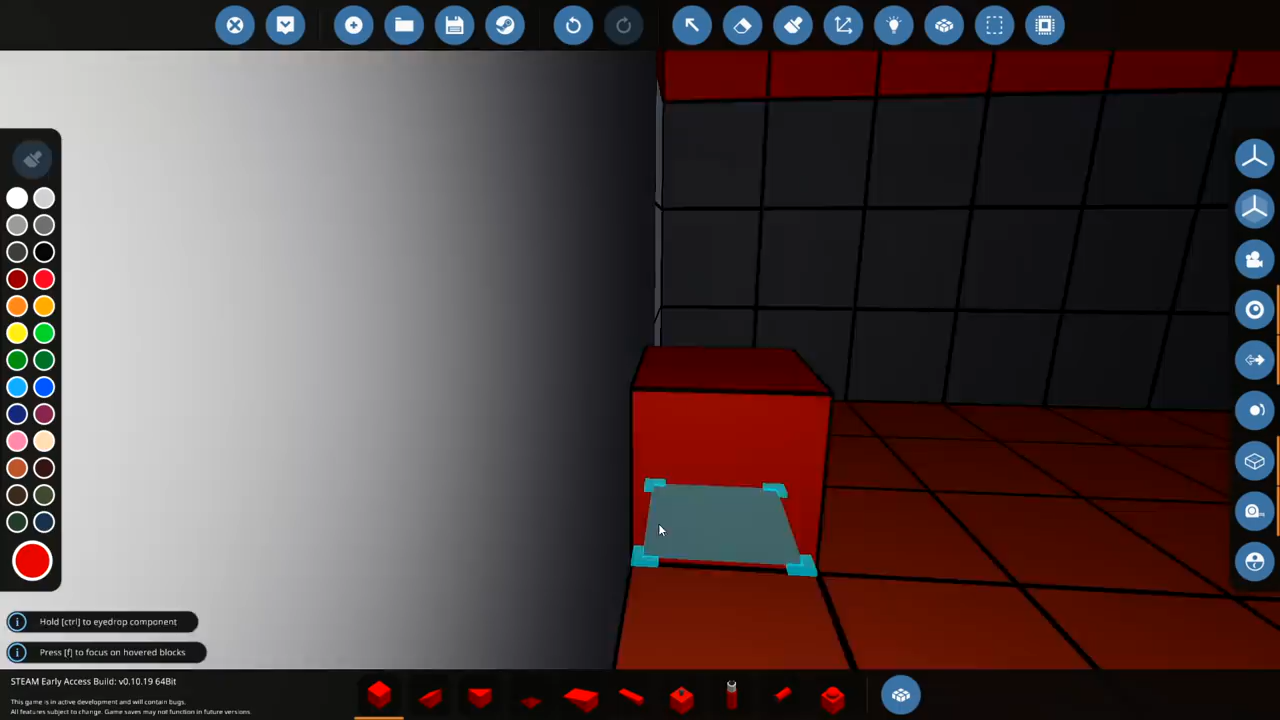 Hold [ctrl] to eyedrop component
Press [f] to focus on hovered blocks
STEAM Early Access Build: v0.10.19 64Bit
This game is in active development and will contain bugs.
All features subject to change. Game saves may not function in future versions.